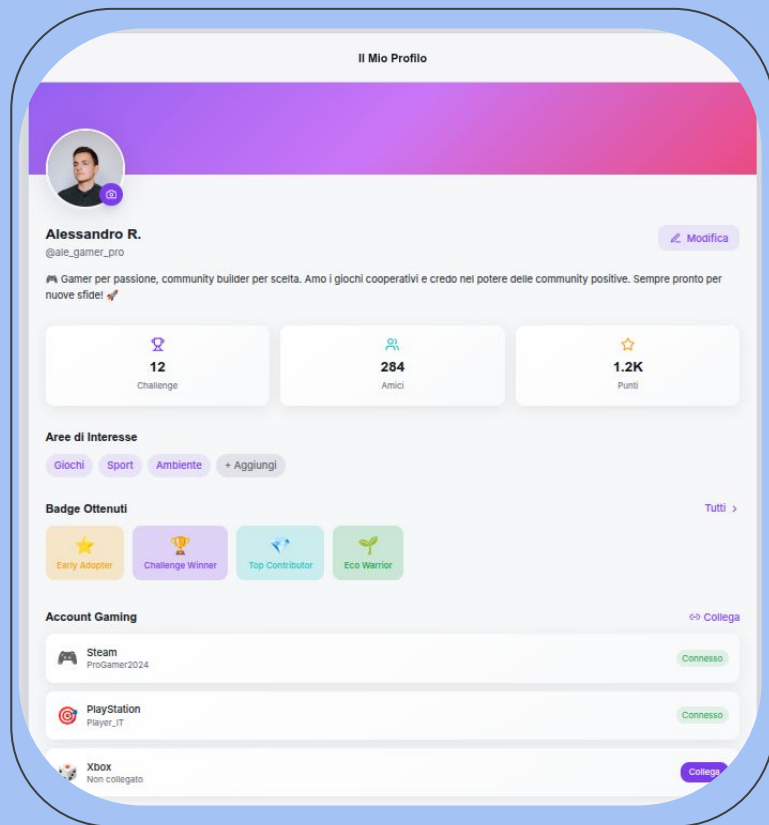 Il Mio Profilo
Alessandro R.
@ale_gamer_pro
Modifica
🎮 Gamer per passione, community builder per scelta. Amo i giochi cooperativi e credo nel potere delle community positive. Sempre pronto per
nuove sfide! 🚀
12
Challenge
284
Amici
1.2K
Punti
Aree di Interesse
Giochi
Sport
Ambiente
+ Aggiungi
Badge Ottenuti
Tutti >
Early Adopter
Challenge Winner
Top Contributor
Eco Warrior
Account Gaming
Collega
Steam
ProGamer2024
Connesso
PlayStation
Player_IT
Connesso
Xbox
Non collegato
Collega